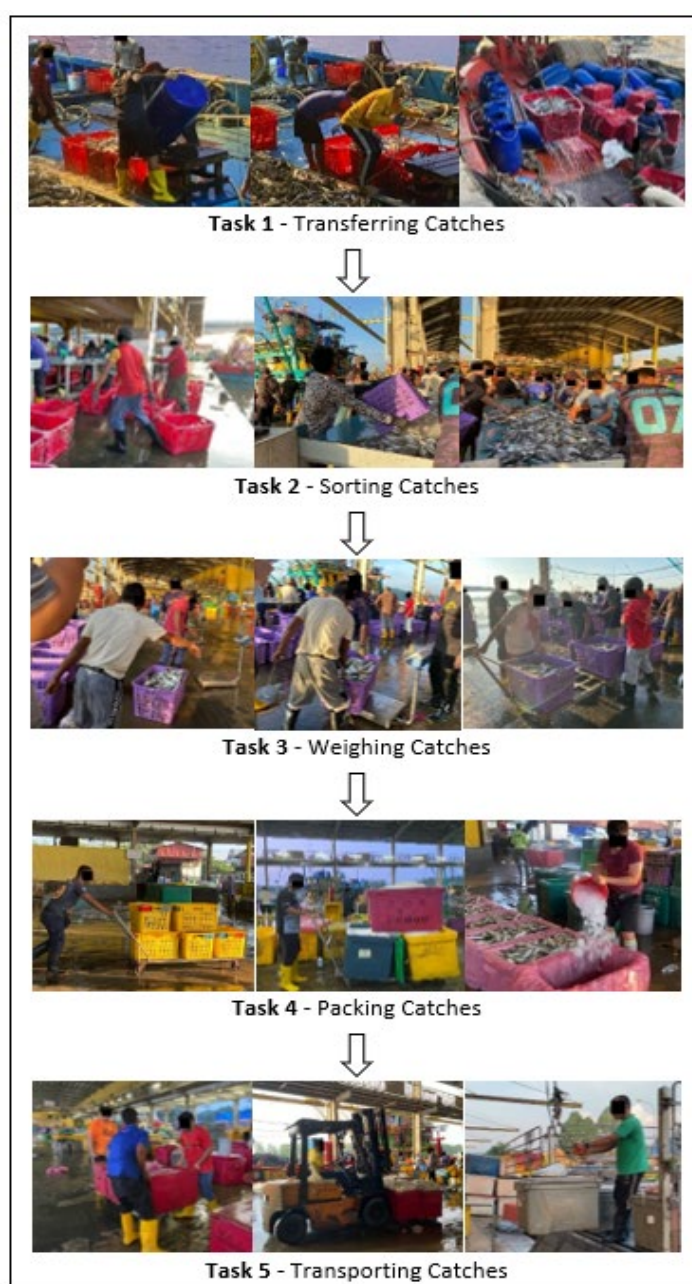 Task 1 - Transferring Catches
Task 2 - Sorting Catches
07
Task 3 - Weighing Catches
Task 4 - Packing Catches
Task 5 - Transporting Catches